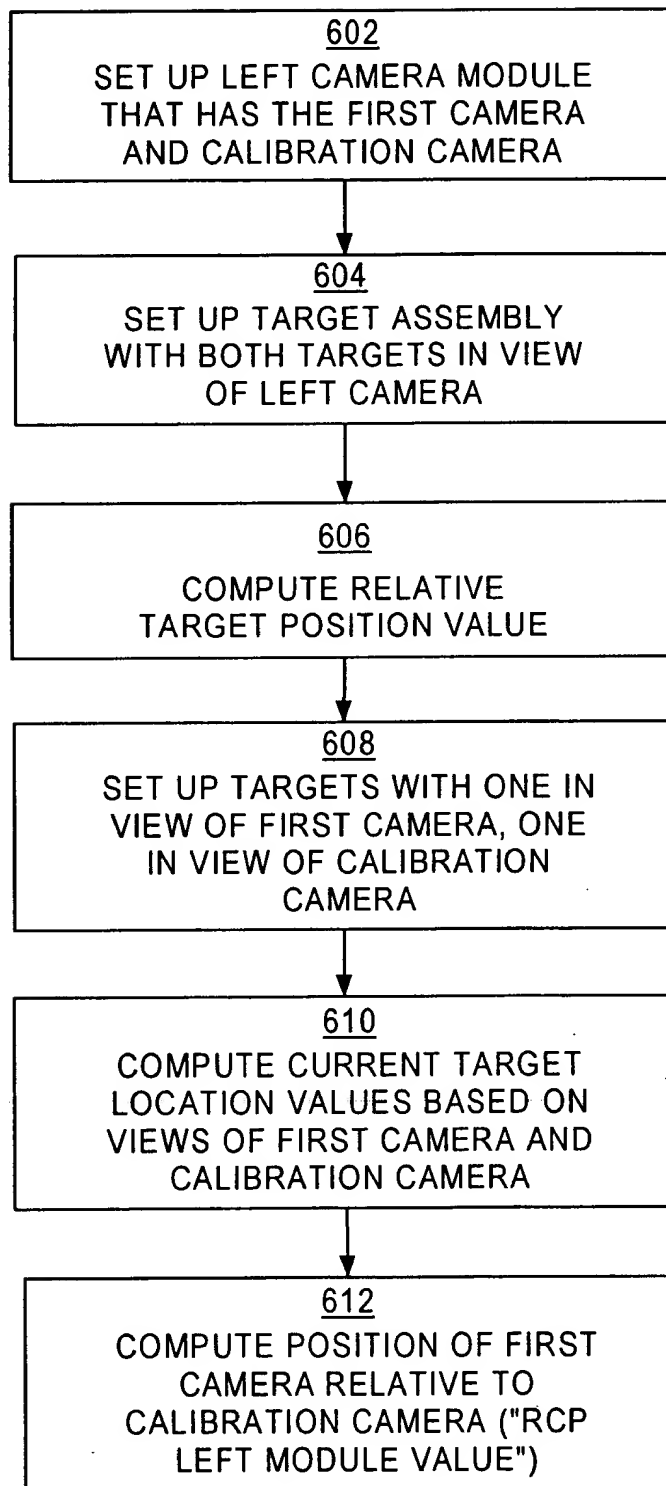 602
SET UP LEFT CAMERA MODULE
THAT HAS THE FIRST CAMERA
AND CALIBRATION CAMERA
604
SET UP TARGET ASSEMBLY
WITH BOTH TARGETS IN VIEW
OF LEFT CAMERA
606
COMPUTE RELATIVE
TARGET POSITION VALUE
608
SET UP TARGETS WITH ONE IN
VIEW OF FIRST CAMERA, ONE
IN VIEW OF CALIBRATION
CAMERA
610
COMPUTE CURRENT TARGET
LOCATION VALUES BASED ON
VIEWS OF FIRST CAMERA AND
CALIBRATION CAMERA
612
COMPUTE POSITION OF FIRST
CAMERA RELATIVE TO
CALIBRATION CAMERA ("RCP
LEFT MODULE VALUE")